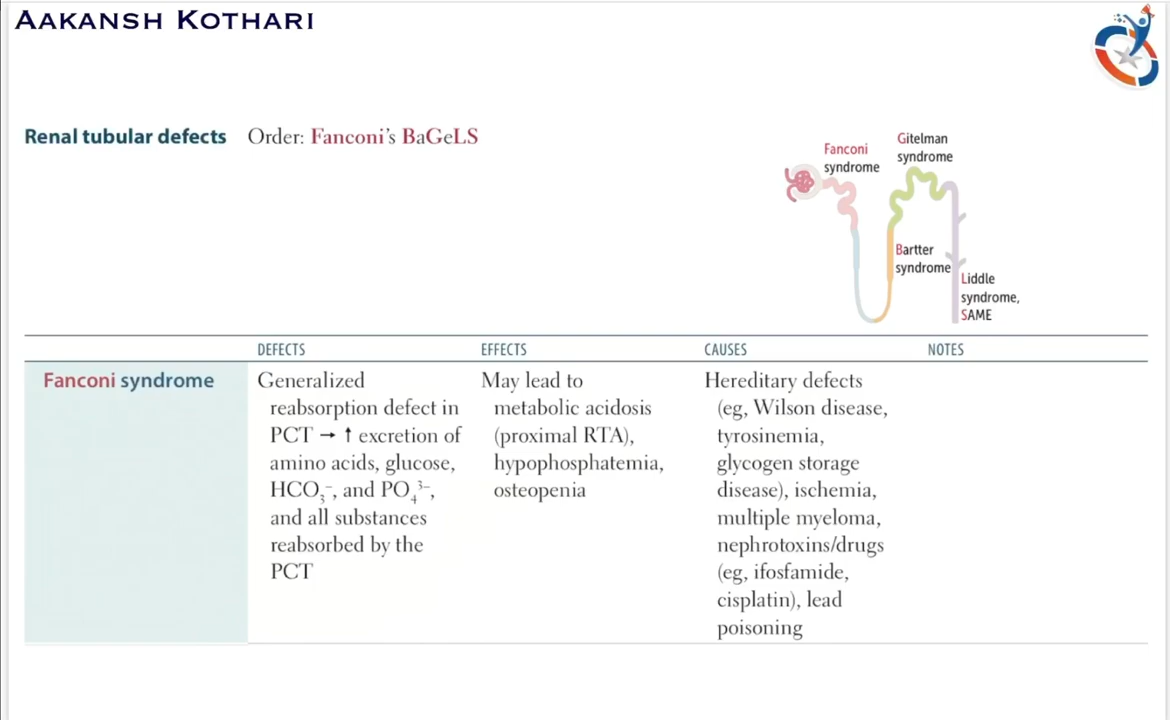 AAKANSH KOTHARI
Renal tubular defects Order: Fanconi's BaGeLS
Fanconi
syndrome
Gitelman
syndrome
Bartter
syndrome
Liddle
syndrome,
SAME
DEFECTS EFFECTS CAUSES NOTES
Fanconi syndrome
Generalized
reabsorption defect in
PCT → ↑ excretion of
amino acids, glucose,
HCO₃⁻, and PO₄³⁻,
and all substances
reabsorbed by the
PCT
May lead to
metabolic acidosis
(proximal RTA),
hypophosphatemia,
osteopenia
Hereditary defects
(eg, Wilson disease,
tyrosinemia,
glycogen storage
disease), ischemia,
multiple myeloma,
nephrotoxins/drugs
(eg, ifosfamide,
cisplatin), lead
poisoning